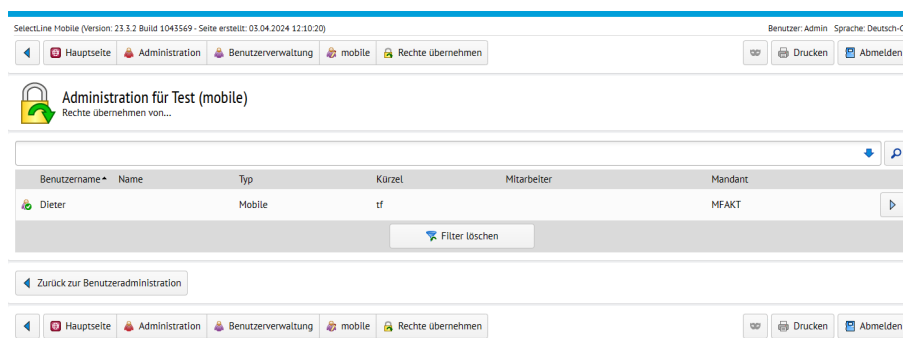 SelectLine Mobile (Version: 23.3.2 Build 1043569 - Seite erstellt: 03.04.2024 12:10:20) Benutzer: Admin Sprache: Deutsch-C
Hauptseite Administration Benutzerverwaltung mobile Rechte übernehmen Drucken Abmelden
Administration für Test (mobile)
Rechte übernehmen von...
Benutzername Name Typ Kürzel Mitarbeiter Mandant
Dieter Mobile tf MFAKT
Filter löschen
Zurück zur Benutzeradministration
Hauptseite Administration Benutzerverwaltung mobile Rechte übernehmen Drucken Abmelden